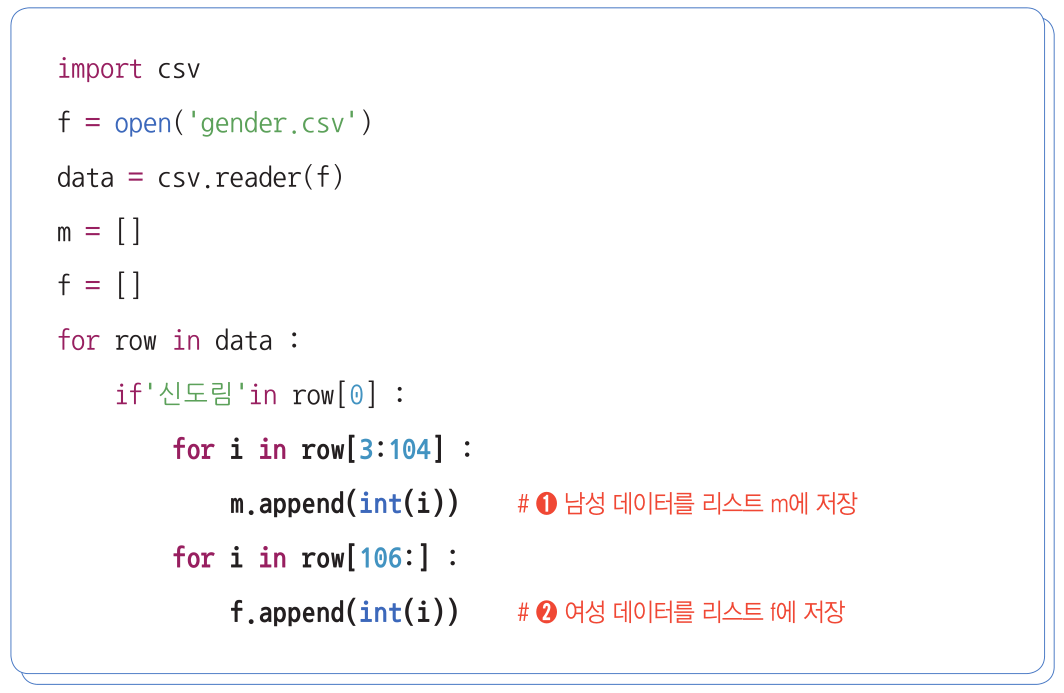 import csv
f = open('gender.csv')
data = csv.reader(f)
m = []
f = []
for row in data :
    if'신도림'in row[0] :
        for i in row[3:104] :
            m.append(int(i))    # ❶ 남성 데이터를 리스트 m에 저장
        for i in row[106:] :
            f.append(int(i))    # ❷ 여성 데이터를 리스트 f에 저장